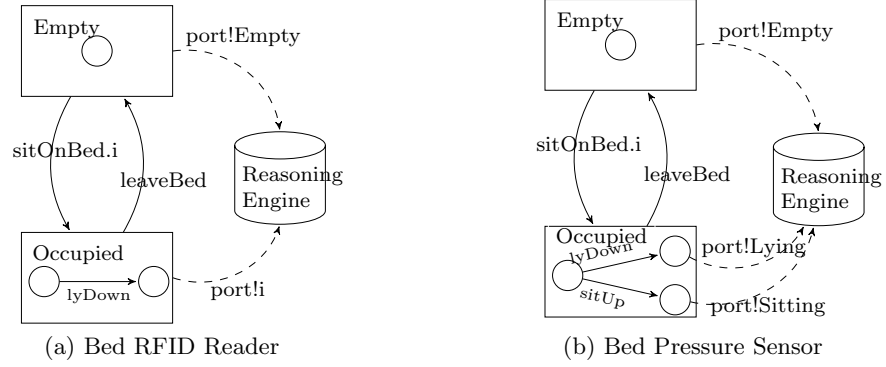 Empty
port!Empty
sitOnBed.i
leaveBed
Reasoning
Engine
Occupied
lyDown
port!i
(a) Bed RFID Reader
Empty
port!Empty
sitOnBed.i
leaveBed
Reasoning
Engine
Occupied
lyDown
sitUp
port!Lying
port!Sitting
(b) Bed Pressure Sensor